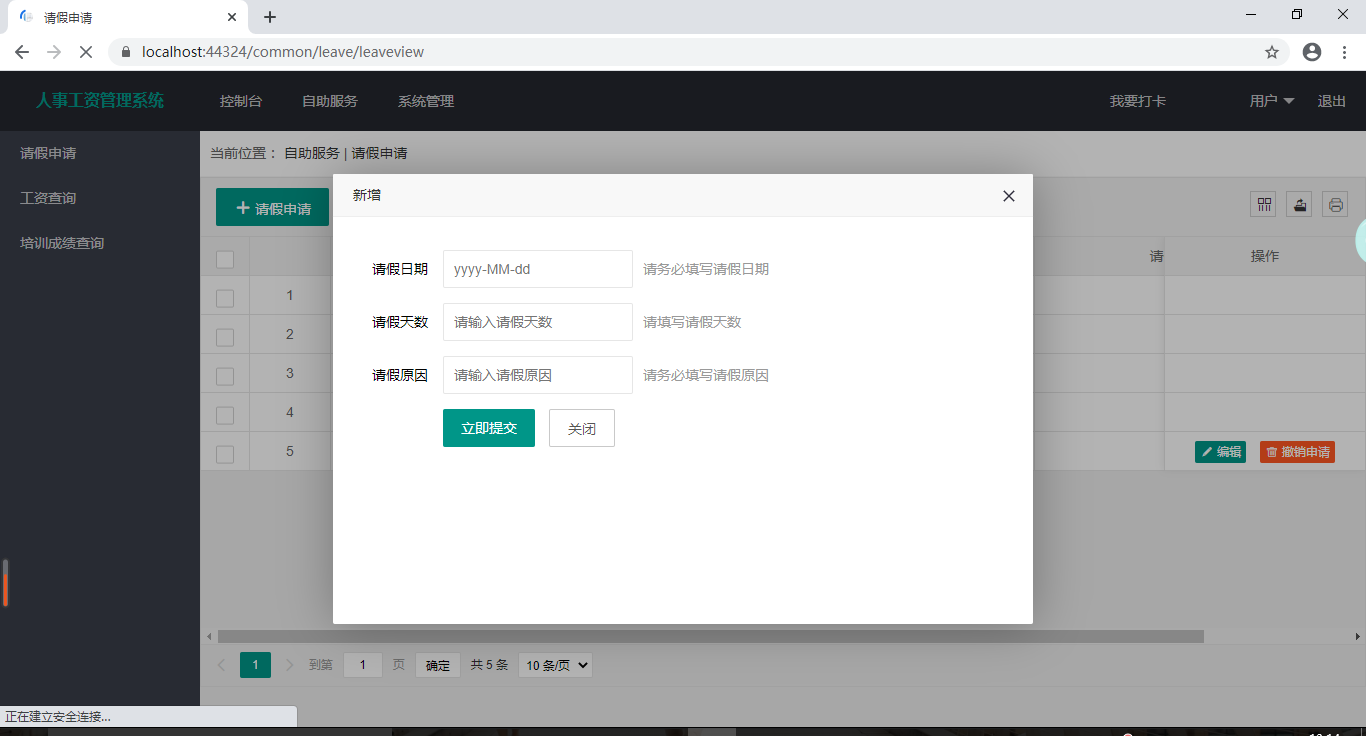 请假申请
localhost:44324/common/leave/leaveview
人事工资管理系统 控制台 自助服务 系统管理 我要打卡 用户 退出
请假申请
工资查询
培训成绩查询
当前位置： 自助服务 | 请假申请
请假申请
新增
请假日期 yyyy-MM-dd 请务必填写请假日期
请假天数 请输入请假天数 请填写请假天数
请假原因 请输入请假原因 请务必填写请假原因
立即提交 关闭
请 操作
1
2
3
4
5 编辑 撤销申请
1 到第 1 页 确定 共 5 条 10 条/页
正在建立安全连接...